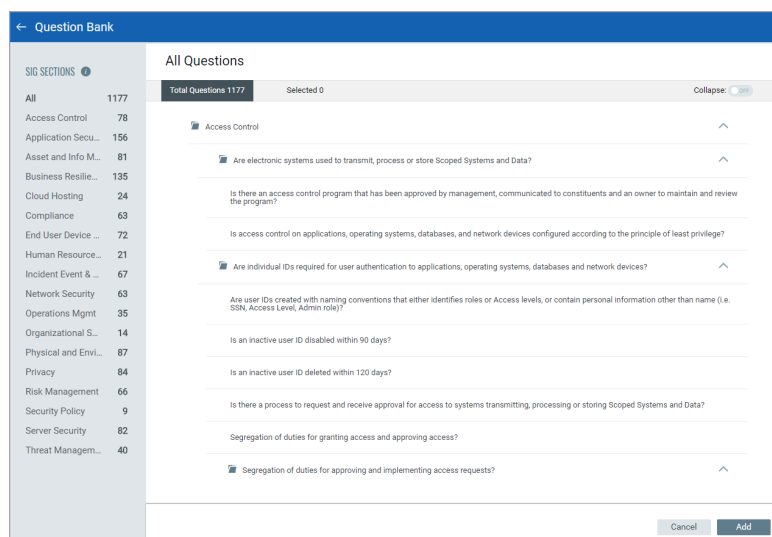 ← Question Bank
SIG SECTIONS
All 1177
Access Control 78
Application Secu... 156
Asset and Info M... 81
Business Resilie... 135
Cloud Hosting 24
Compliance 63
End User Device ... 72
Human Resource... 21
Incident Event & ... 67
Network Security 63
Operations Mgmt 35
Organizational S... 14
Physical and Envi... 87
Privacy 84
Risk Management 66
Security Policy 9
Server Security 82
Threat Managem... 40
All Questions
Total Questions 1177 Selected 0 Collapse: OFF
Access Control
Are electronic systems used to transmit, process or store Scoped Systems and Data?
Is there an access control program that has been approved by management, communicated to constituents and an owner to maintain and review
the program?
Is access control on applications, operating systems, databases, and network devices configured according to the principle of least privilege?
Are individual IDs required for user authentication to applications, operating systems, databases and network devices?
Are user IDs created with naming conventions that either identifies roles or Access levels, or contain personal information other than name (i.e.
SSN, Access Level, Admin role)?
Is an inactive user ID disabled within 90 days?
Is an inactive user ID deleted within 120 days?
Is there a process to request and receive approval for access to systems transmitting, processing or storing Scoped Systems and Data?
Segregation of duties for granting access and approving access?
Segregation of duties for approving and implementing access requests?
Cancel Add